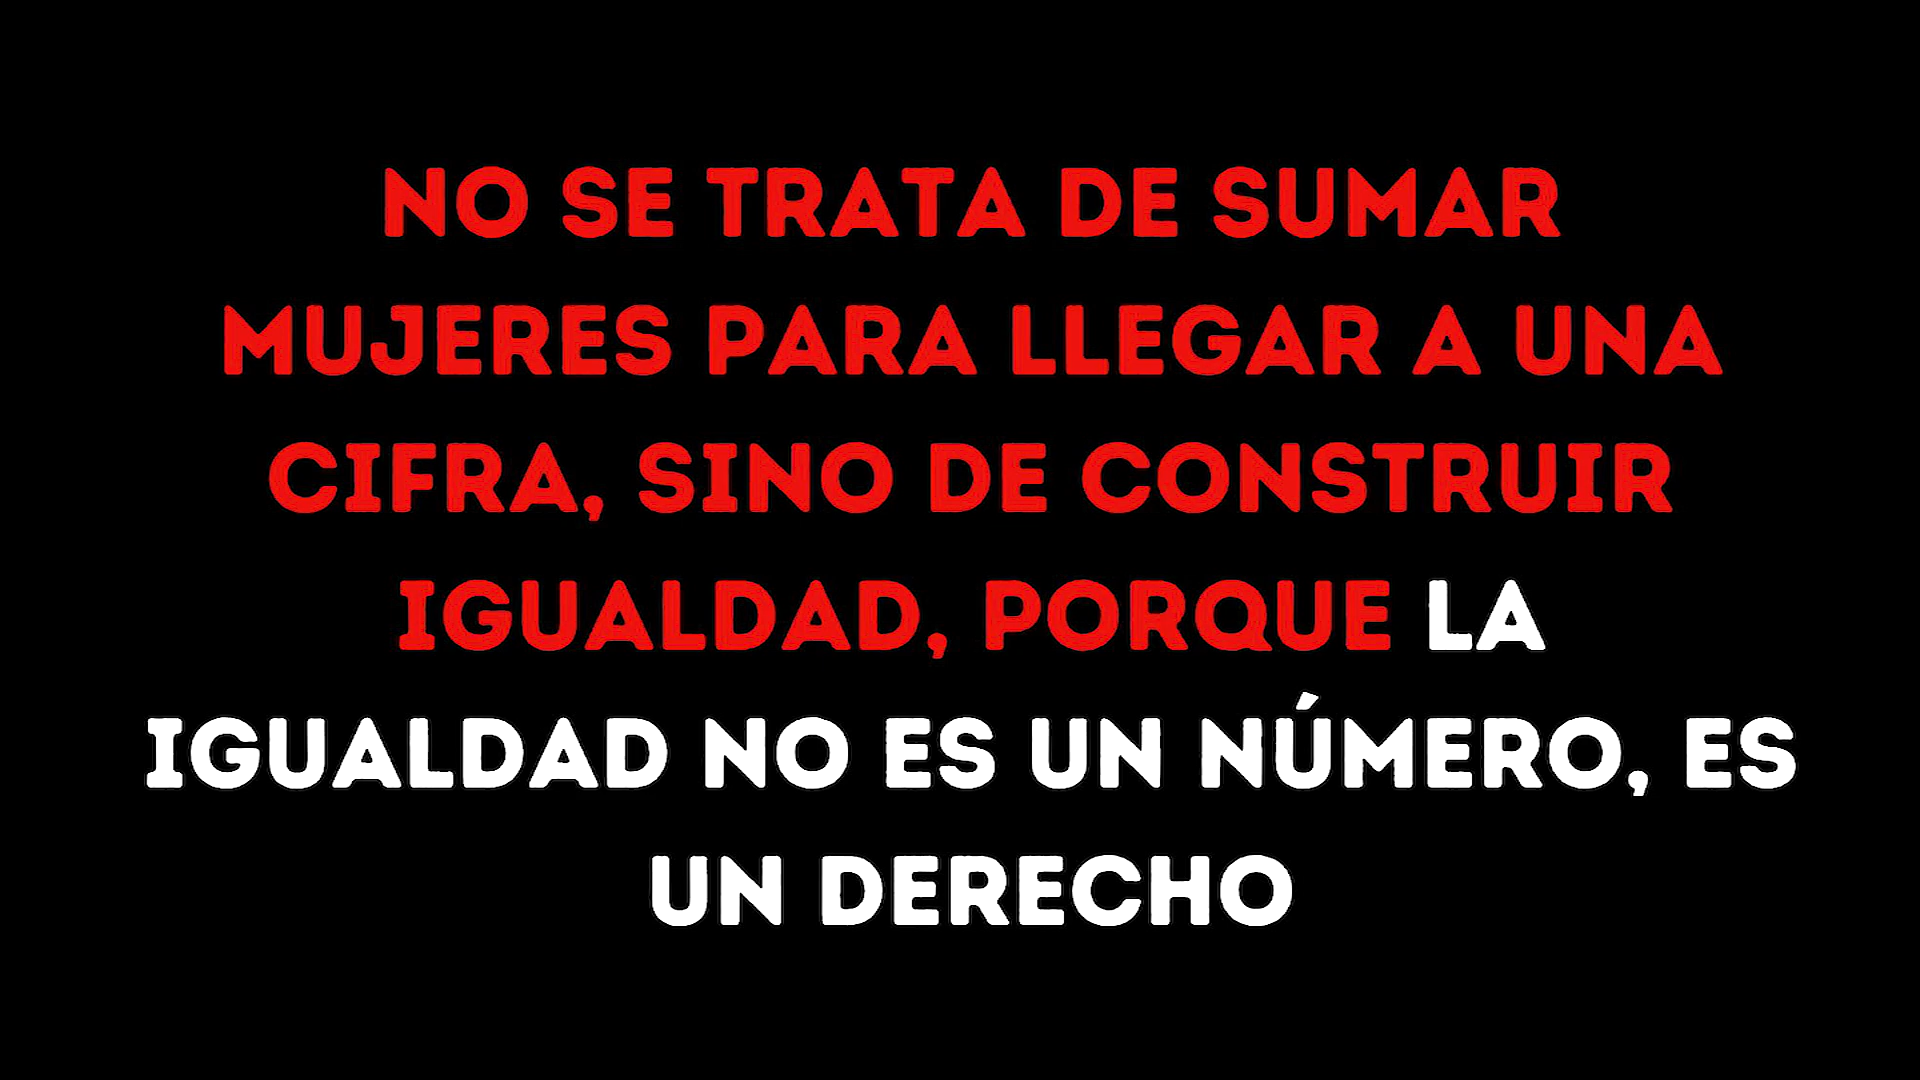 NO SE TRATA DE SUMAR
MUJERES PARA LLEGAR A UNA
CIFRA, SINO DE CONSTRUIR
IGUALDAD, PORQUE LA
IGUALDAD NO ES UN NÚMERO, ES
UN DERECHO